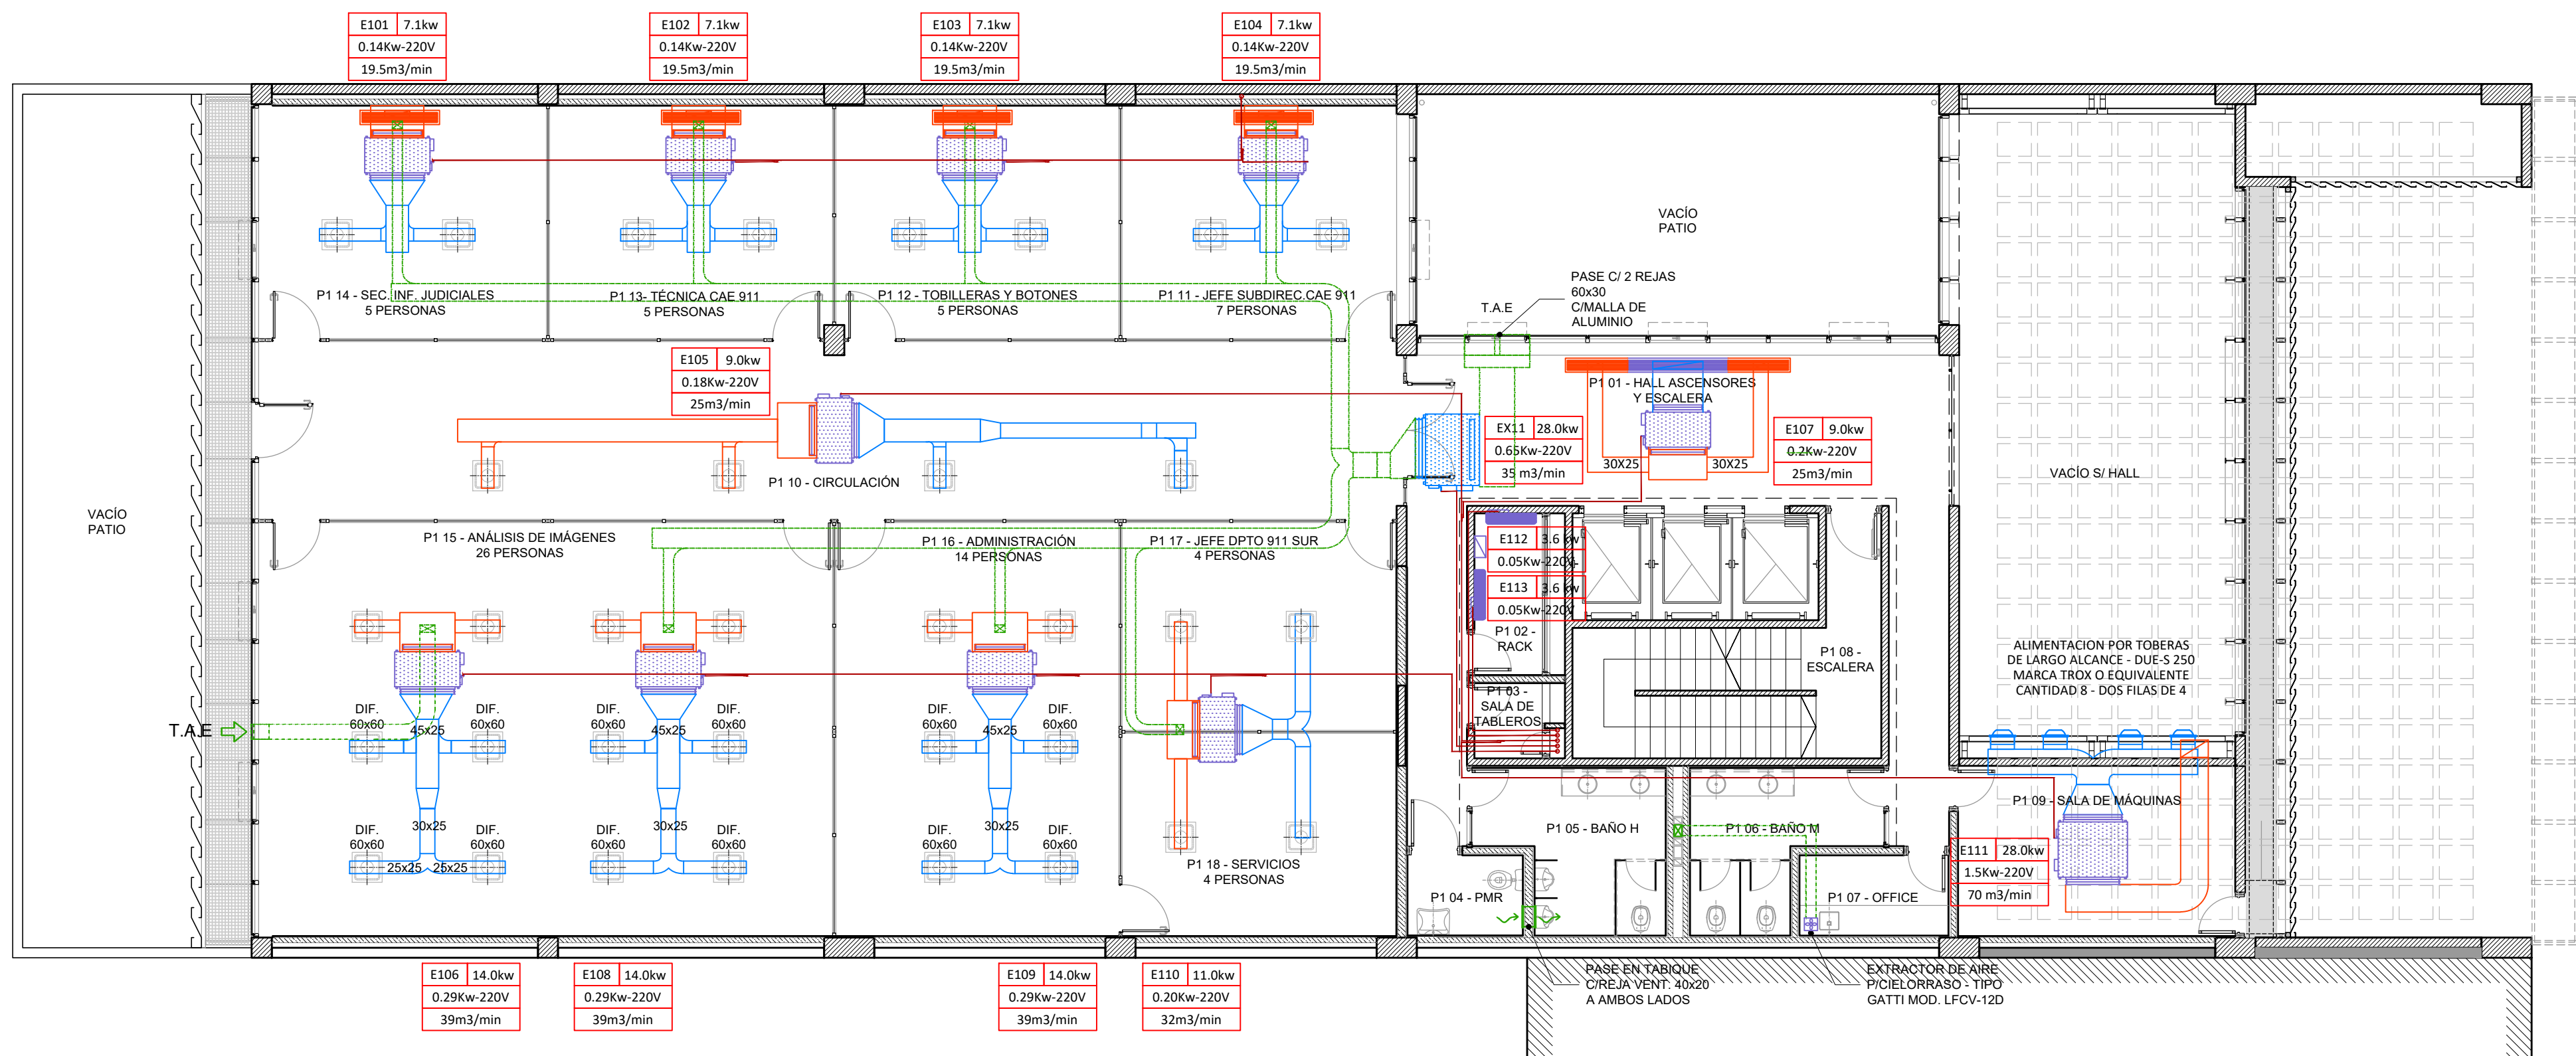 E101 7.1kw
0.14Kw-220V
19.5m3/min
E102 7.1kw
0.14Kw-220V
19.5m3/min
E103 7.1kw
0.14Kw-220V
19.5m3/min
E104 7.1kw
0.14Kw-220V
19.5m3/min
VACÍO
PATIO
PASE C/ 2 REJAS
60x30
C/MALLA DE
ALUMINIO
T.A.E
P1 14 - SEC. INF. JUDICIALES
5 PERSONAS
P1 13- TÉCNICA CAE 911
5 PERSONAS
P1 12 - TOBILLERAS Y BOTONES
5 PERSONAS
P1 11 - JEFE SUBDIREC.CAE 911
7 PERSONAS
E105 9.0kw
0.18Kw-220V
25m3/min
P1 01 - HALL ASCENSORES
Y ESCALERA
EX11 28.0kw
0.65Kw-220V
35 m3/min
30X25
30X25
E107 9.0kw
0.2Kw-220V
25m3/min
VACÍO S/ HALL
P1 10 - CIRCULACIÓN
VACÍO
PATIO
P1 15 - ANÁLISIS DE IMÁGENES
26 PERSONAS
P1 16 - ADMINISTRACIÓN
14 PERSONAS
P1 17 - JEFE DPTO 911 SUR
4 PERSONAS
E112 3.6 kw
0.05Kw-220V
E113 3.6 kw
0.05Kw-220V
P1 02 -
RACK
P1 08 -
ESCALERA
ALIMENTACION POR TOBERAS
DE LARGO ALCANCE - DUE-S 250
MARCA TROX O EQUIVALENTE
CANTIDAD 8 - DOS FILAS DE 4
P1 03 -
SALA DE
TABLEROS
T.A.E
DIF.
60x60
45x25
DIF.
60x60
DIF.
60x60
45x25
DIF.
60x60
DIF.
60x60
45x25
DIF.
60x60
P1 09 - SALA DE MÁQUINAS
DIF.
60x60
30x25
DIF.
60x60
DIF.
60x60
30x25
DIF.
60x60
DIF.
60x60
30x25
DIF.
60x60
25x25
25x25
P1 05 - BAÑO H
P1 06 - BAÑO M
P1 18 - SERVICIOS
4 PERSONAS
E111 28.0kw
1.5Kw-220V
70 m3/min
P1 04 - PMR
P1 07 - OFFICE
E106 14.0kw
0.29Kw-220V
39m3/min
E108 14.0kw
0.29Kw-220V
39m3/min
E109 14.0kw
0.29Kw-220V
39m3/min
E110 11.0kw
0.20Kw-220V
32m3/min
PASE EN TABIQUE
C/REJA VENT. 40x20
A AMBOS LADOS
EXTRACTOR DE AIRE
P/CIELORRASO - TIPO
GATTI MOD. LFCV-12D